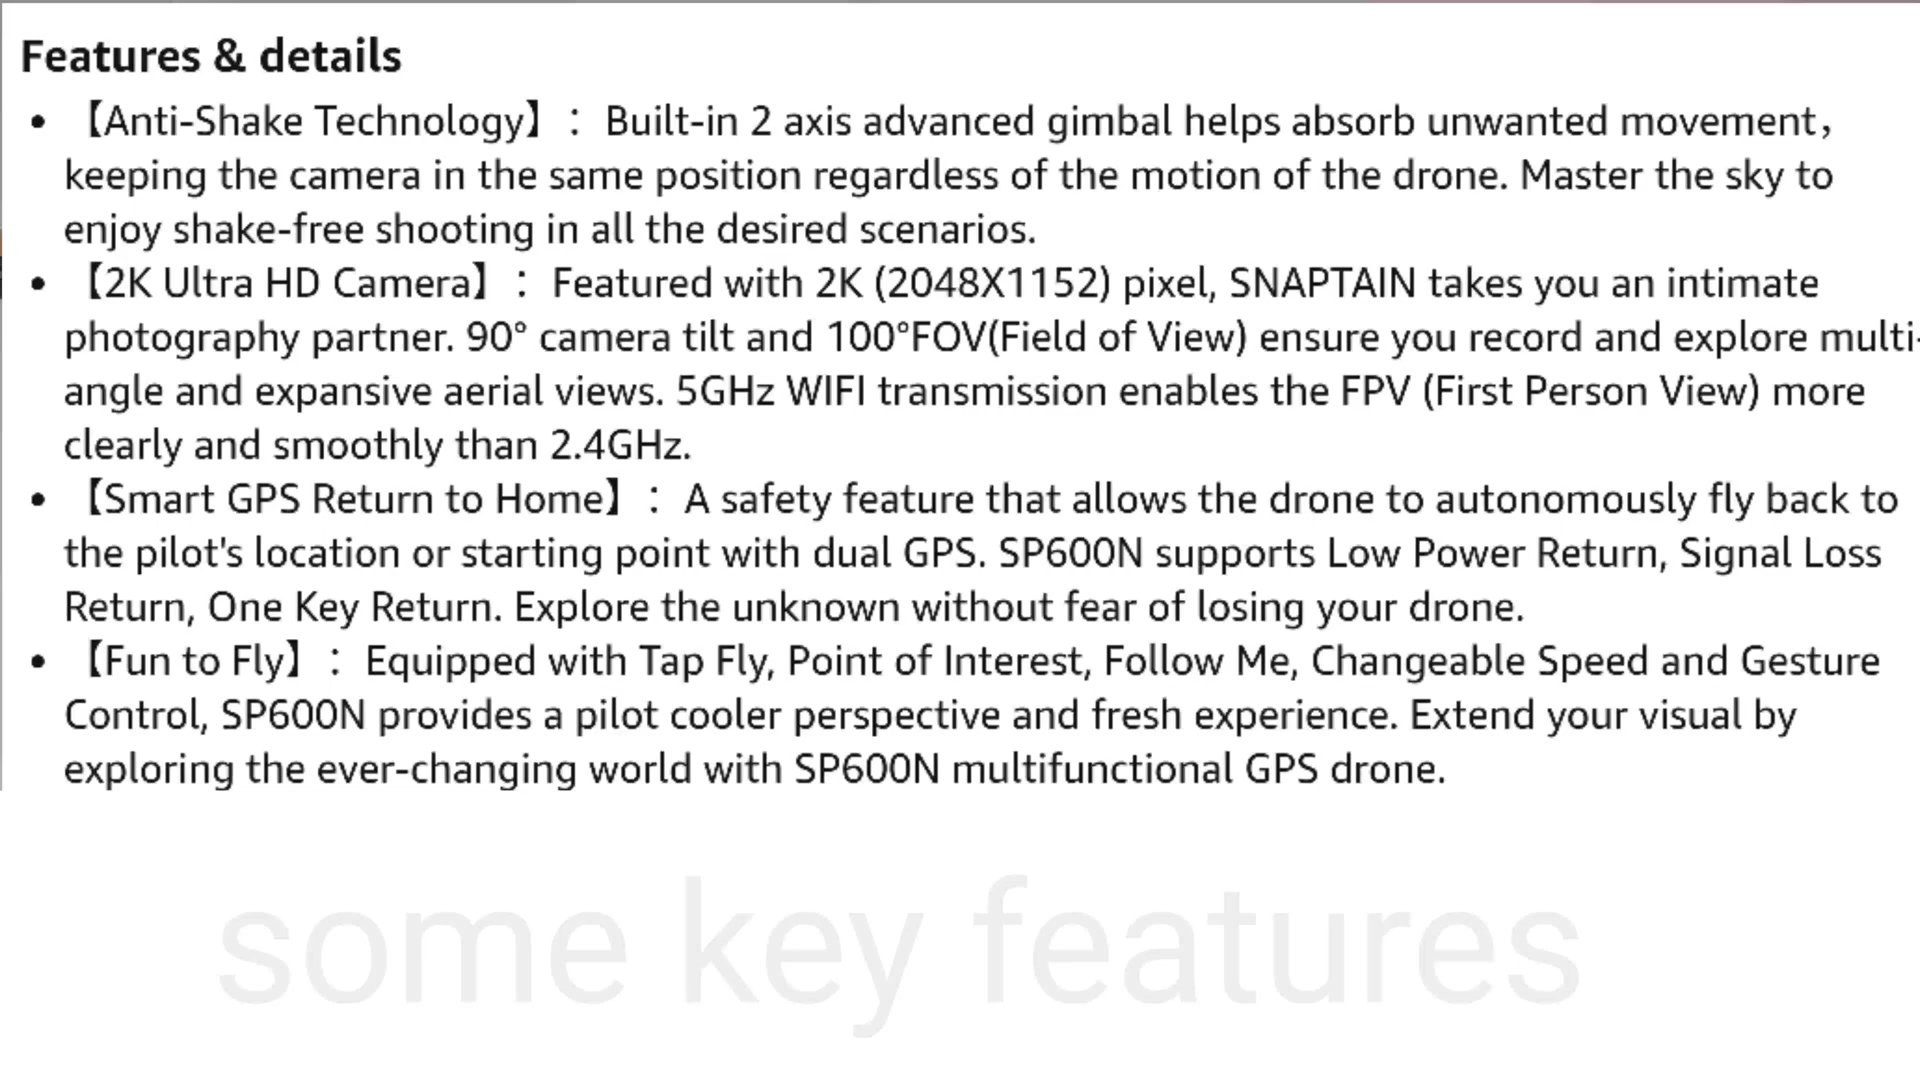 Features & details
• 【Anti-Shake Technology】： Built-in 2 axis advanced gimbal helps absorb unwanted movement，
keeping the camera in the same position regardless of the motion of the drone. Master the sky to
enjoy shake-free shooting in all the desired scenarios.
• 【2K Ultra HD Camera】： Featured with 2K (2048X1152) pixel, SNAPTAIN takes you an intimate
photography partner. 90° camera tilt and 100°FOV(Field of View) ensure you record and explore multi-
angle and expansive aerial views. 5GHz WIFI transmission enables the FPV (First Person View) more
clearly and smoothly than 2.4GHz.
• 【Smart GPS Return to Home】： A safety feature that allows the drone to autonomously fly back to
the pilot's location or starting point with dual GPS. SP600N supports Low Power Return, Signal Loss
Return, One Key Return. Explore the unknown without fear of losing your drone.
• 【Fun to Fly】： Equipped with Tap Fly, Point of Interest, Follow Me, Changeable Speed and Gesture
Control, SP600N provides a pilot cooler perspective and fresh experience. Extend your visual by
exploring the ever-changing world with SP600N multifunctional GPS drone.
some key features